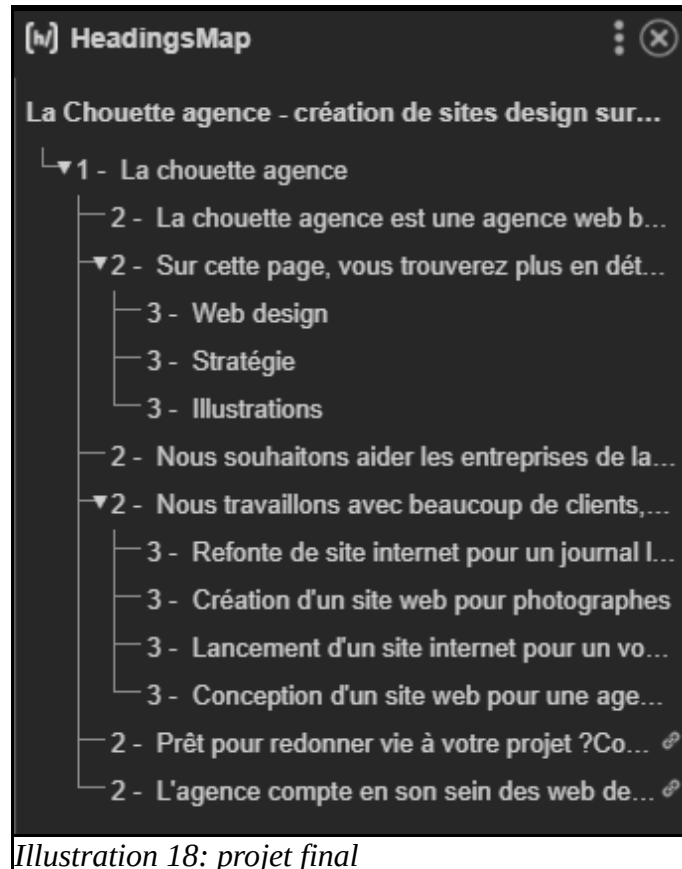 HeadingsMap
La Chouette agence - création de sites design sur...
1 - La chouette agence
2 - La chouette agence est une agence web b...
2 - Sur cette page, vous trouverez plus en dét...
3 - Web design
3 - Stratégie
3 - Illustrations
2 - Nous souhaitons aider les entreprises de la...
2 - Nous travaillons avec beaucoup de clients,...
3 - Refonte de site internet pour un journal l...
3 - Création d'un site web pour photographes
3 - Lancement d'un site internet pour un vo...
3 - Conception d'un site web pour une age...
2 - Prêt pour redonner vie à votre projet ?Co...
2 - L'agence compte en son sein des web de...
Illustration 18: projet final